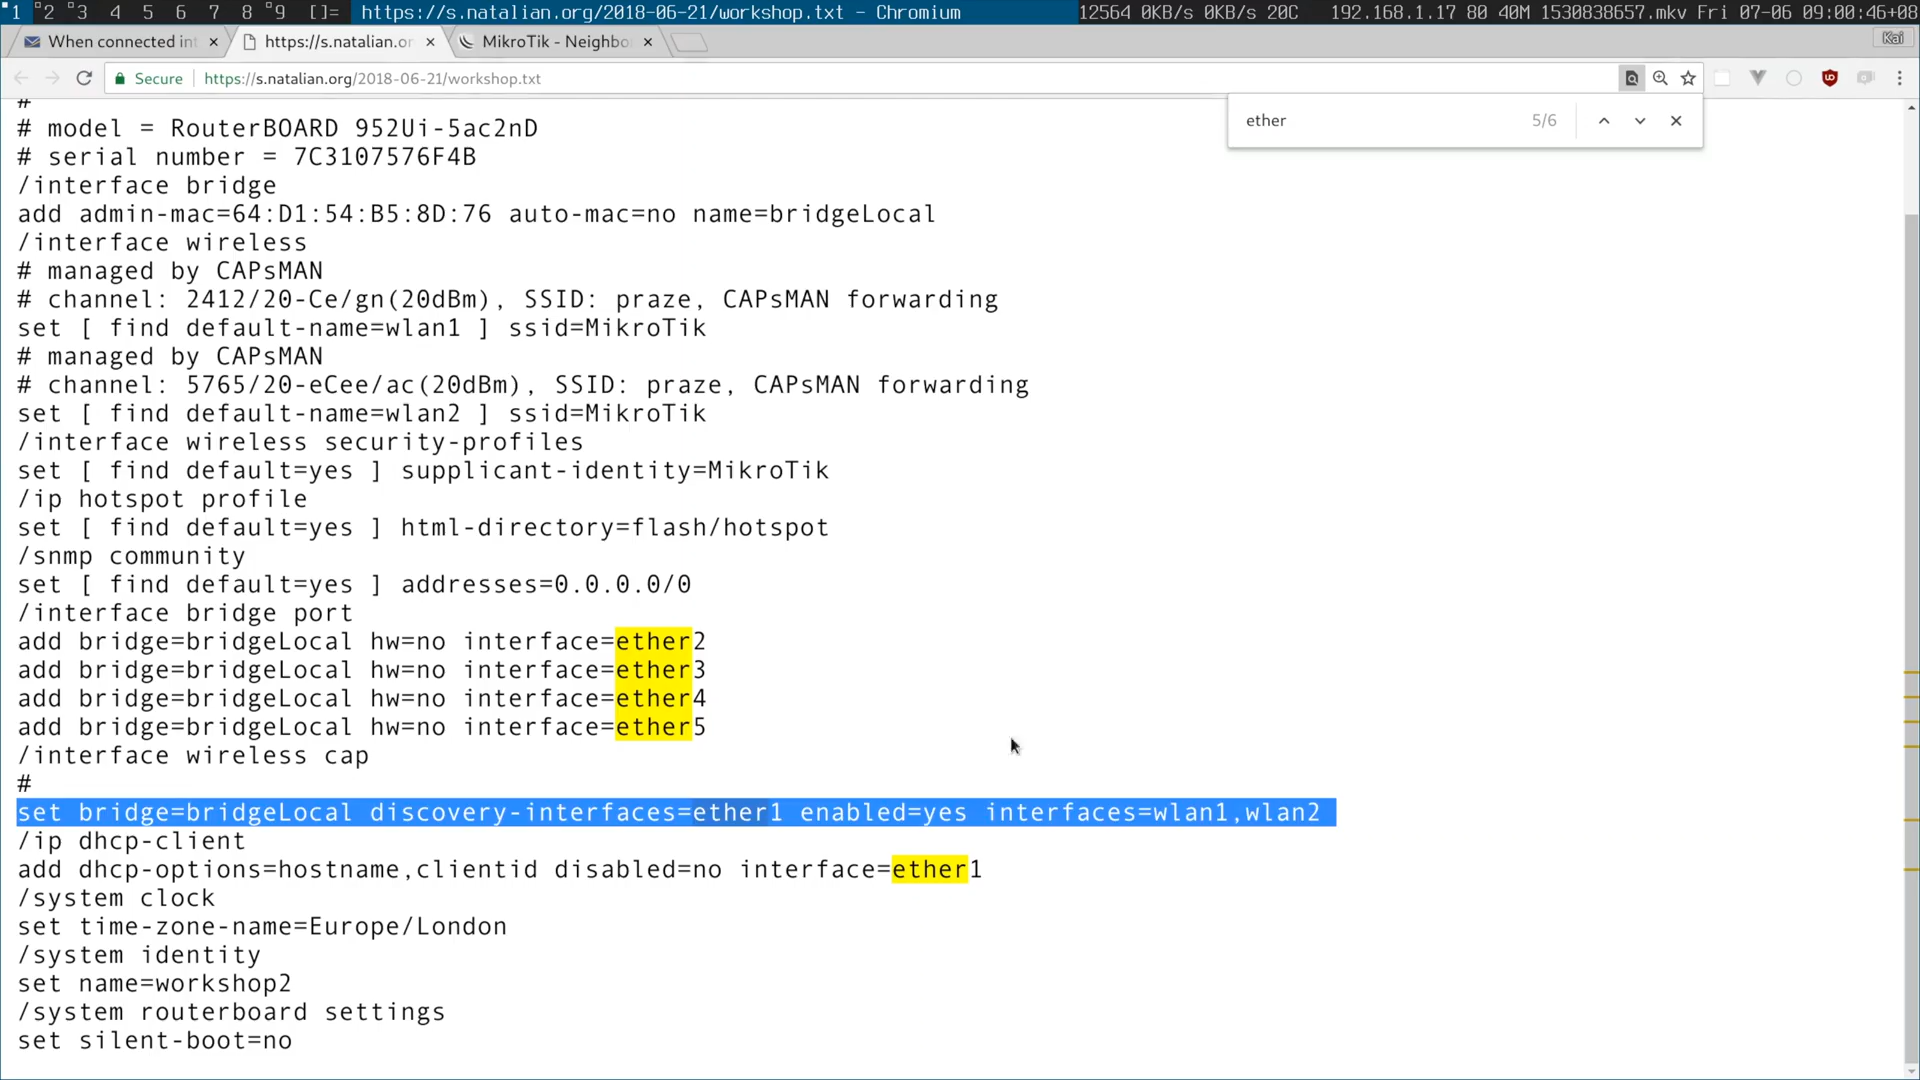 1 2 3 4 5 6 7 8 9 []= https://s.natalian.org/2018-06-21/workshop.txt - Chromium 12564 0KB/s 0KB/s 20C 192.168.1.17 80 40M 1530838657.mkv Fri 07-06 09:00:46+08
When connected int https://s.natalian.or MikroTik - Neighbo Kai
Secure https://s.natalian.org/2018-06-21/workshop.txt
ether 5/6
#
# model = RouterBOARD 952Ui-5ac2nD
# serial number = 7C3107576F4B
/interface bridge
add admin-mac=64:D1:54:B5:8D:76 auto-mac=no name=bridgeLocal
/interface wireless
# managed by CAPsMAN
# channel: 2412/20-Ce/gn(20dBm), SSID: praze, CAPsMAN forwarding
set [ find default-name=wlan1 ] ssid=MikroTik
# managed by CAPsMAN
# channel: 5765/20-eCee/ac(20dBm), SSID: praze, CAPsMAN forwarding
set [ find default-name=wlan2 ] ssid=MikroTik
/interface wireless security-profiles
set [ find default=yes ] supplicant-identity=MikroTik
/ip hotspot profile
set [ find default=yes ] html-directory=flash/hotspot
/snmp community
set [ find default=yes ] addresses=0.0.0.0/0
/interface bridge port
add bridge=bridgeLocal hw=no interface=ether2
add bridge=bridgeLocal hw=no interface=ether3
add bridge=bridgeLocal hw=no interface=ether4
add bridge=bridgeLocal hw=no interface=ether5
/interface wireless cap
#
set bridge=bridgeLocal discovery-interfaces=ether1 enabled=yes interfaces=wlan1,wlan2
/ip dhcp-client
add dhcp-options=hostname,clientid disabled=no interface=ether1
/system clock
set time-zone-name=Europe/London
/system identity
set name=workshop2
/system routerboard settings
set silent-boot=no